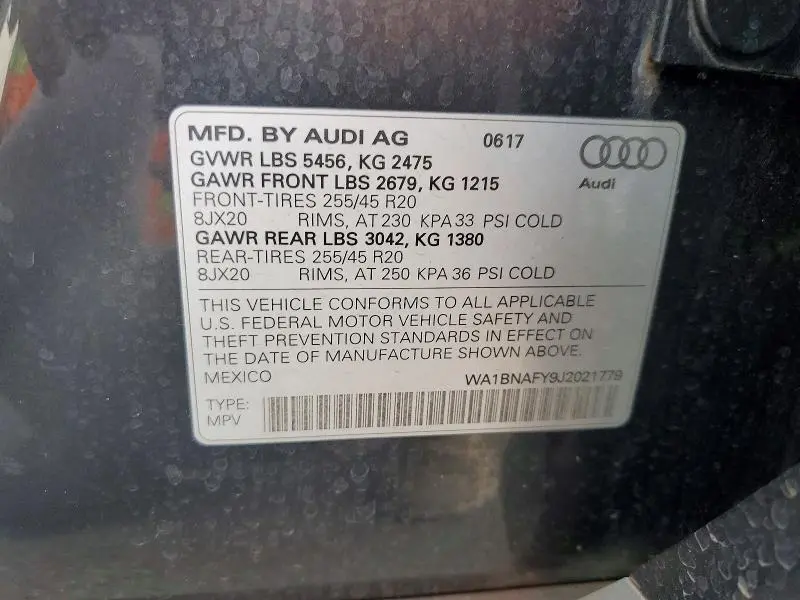 MFD. BY AUDI AG 0617
GVWR LBS 5456, KG 2475
GAWR FRONT LBS 2679, KG 1215
Audi
FRONT-TIRES 255/45 R20
8JX20 RIMS, AT 230 KPA 33 PSI COLD
GAWR REAR LBS 3042, KG 1380
REAR-TIRES 255/45 R20
8JX20 RIMS, AT 250 KPA 36 PSI COLD
THIS VEHICLE CONFORMS TO ALL APPLICABLE
U.S. FEDERAL MOTOR VEHICLE SAFETY AND
THEFT PREVENTION STANDARDS IN EFFECT ON
THE DATE OF MANUFACTURE SHOWN ABOVE.
MEXICO WA1BNAFY9J2021779
TYPE:
MPV